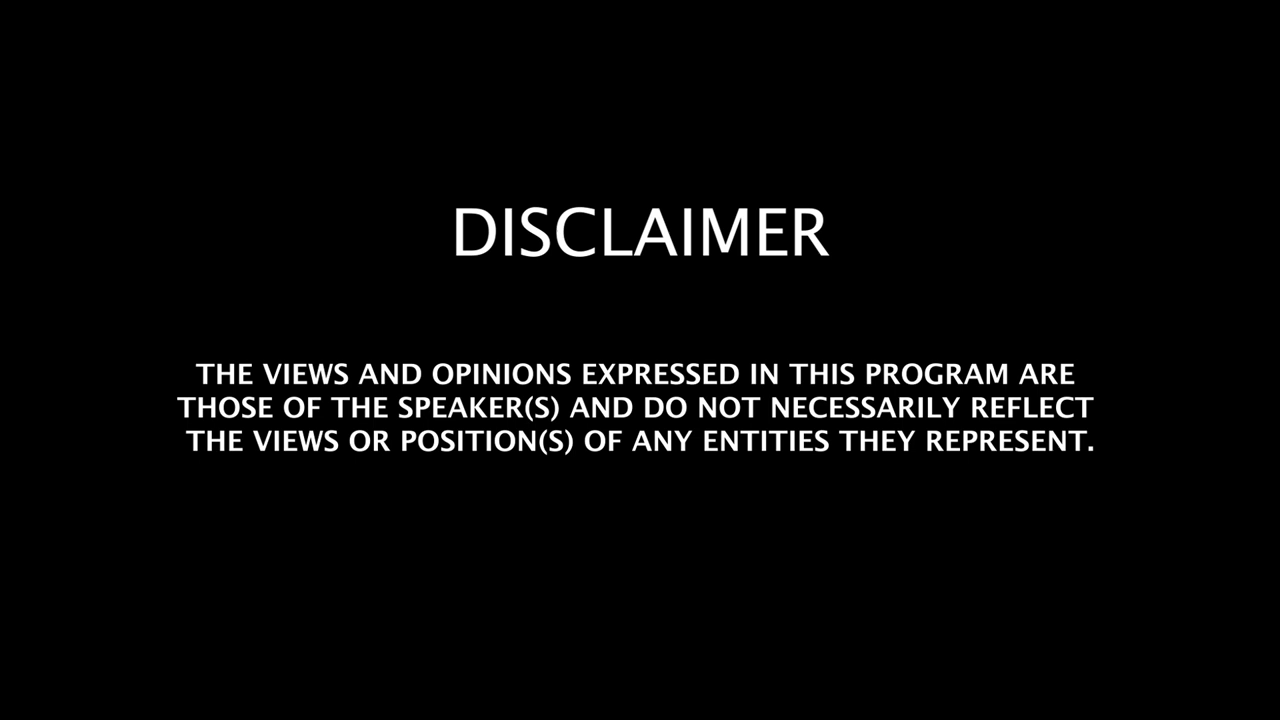 DISCLAIMER
THE VIEWS AND OPINIONS EXPRESSED IN THIS PROGRAM ARE
THOSE OF THE SPEAKER(S) AND DO NOT NECESSARILY REFLECT
THE VIEWS OR POSITION(S) OF ANY ENTITIES THEY REPRESENT.